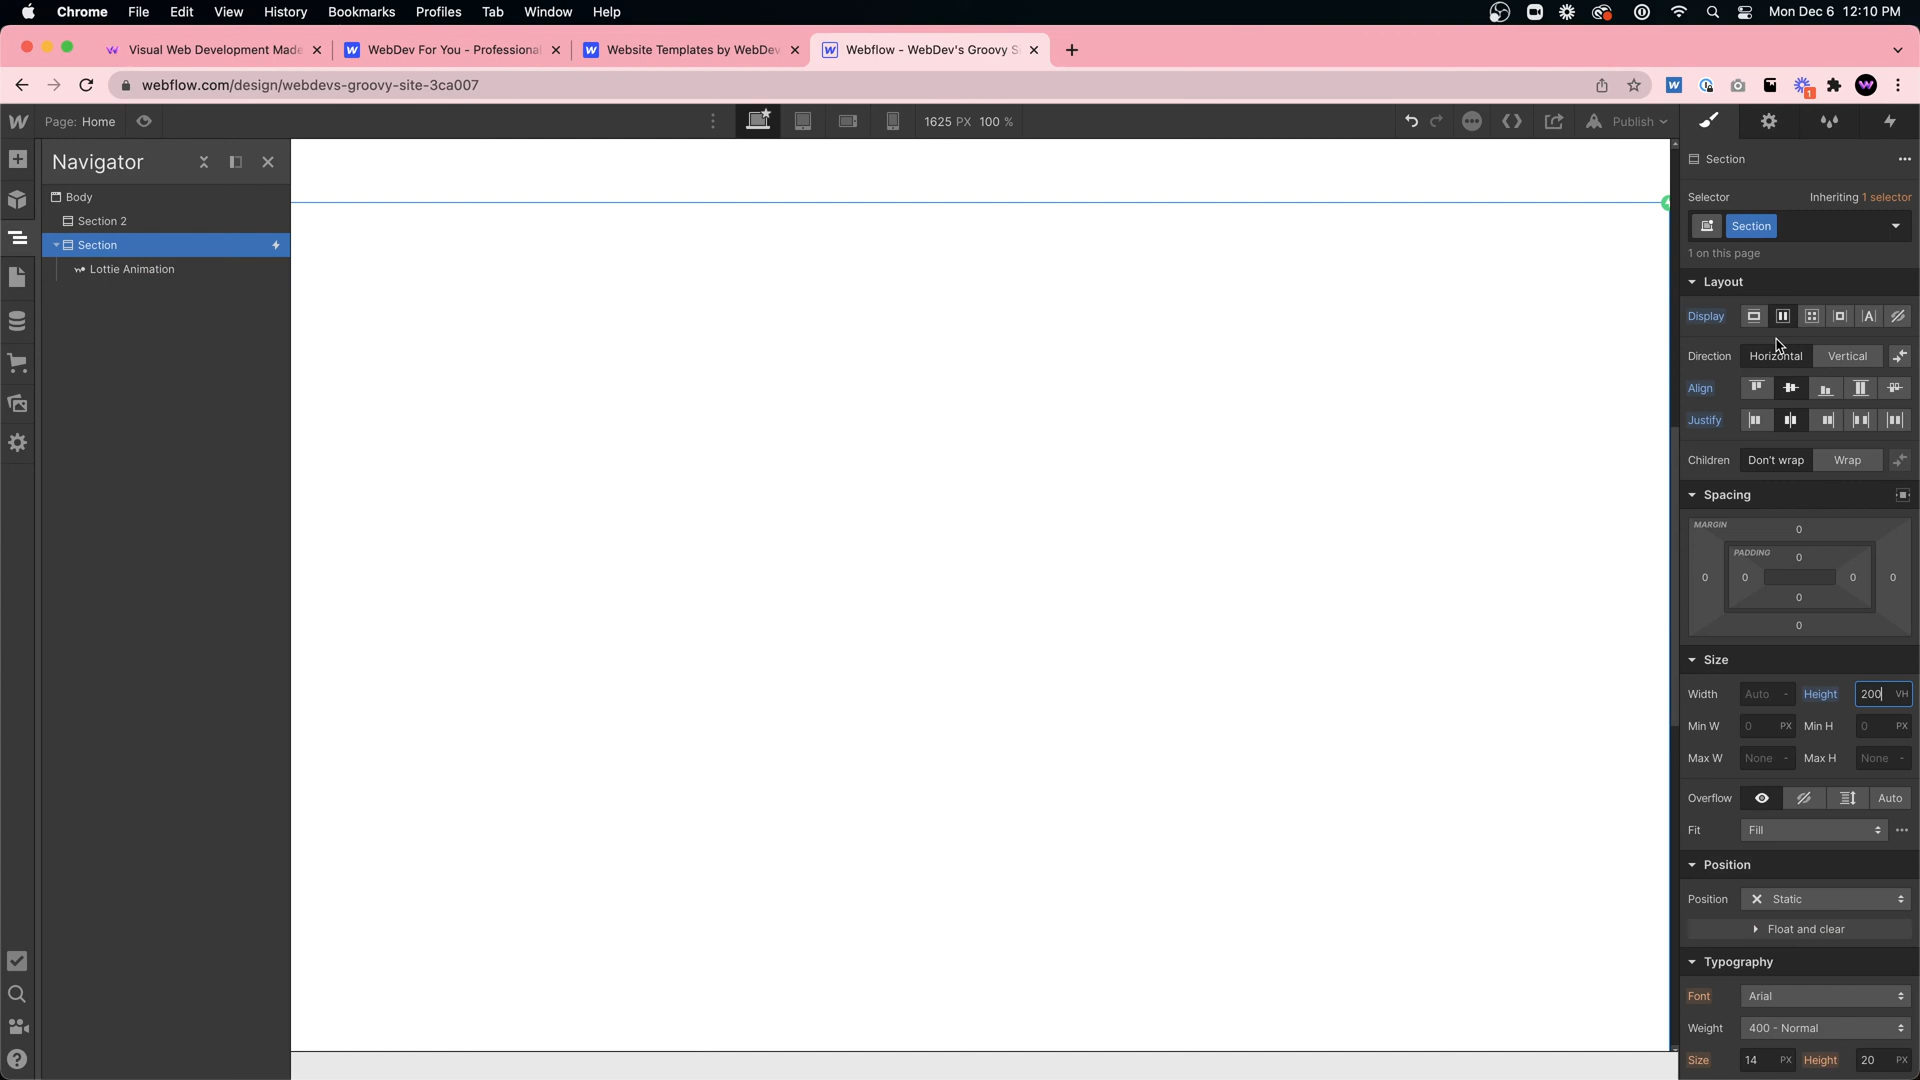 Chrome File Edit View History Bookmarks Profiles Tab Window Help Mon Dec 6 12:10 PM
Visual Web Development Made WebDev For You - Professional Website Templates by WebDev Webflow - WebDev's Groovy S
webflow.com/design/webdevs-groovy-site-3ca007 1
Page: Home 1625 PX 100 % Publish
Navigator
Body
Section 2
Section
Lottie Animation
Section
Selector Inheriting 1 selector
Section
1 on this page
Layout
Display
Direction Horizontal Vertical
Align
Justify
Children Don't wrap Wrap
Spacing
MARGIN 0
PADDING 0
0 0 0 0
0
0
Size
Width Auto - Height 200 VH
Min W 0 PX Min H 0 PX
Max W None - Max H None -
Overflow Auto
Fit Fill
Position
Position Static
Float and clear
Typography
Font Arial
Weight 400 - Normal
Size 14 PX Height 20 PX